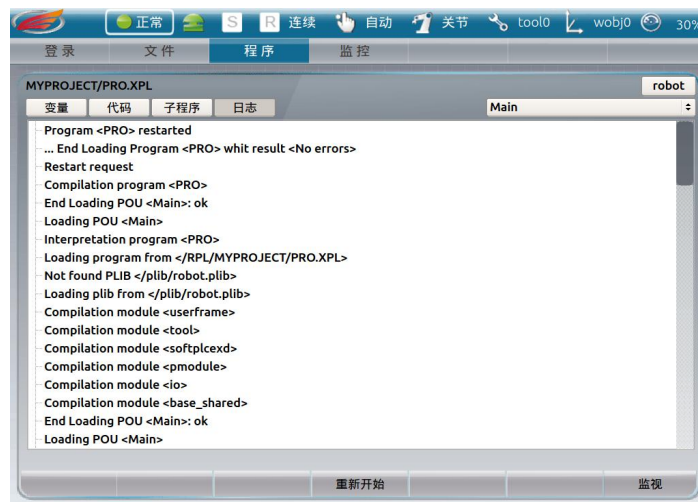 正常 S R 连续 自动 关节 tool0 wobj0 30%
登录 文件 程序 监控
MYPROJECT/PRO.XPL robot
变量 代码 子程序 日志 Main
Program <PRO> restarted
... End Loading Program <PRO> whit result <No errors>
Restart request
Compilation program <PRO>
End Loading POU <Main>: ok
Loading POU <Main>
Interpretation program <PRO>
Loading program from </RPL/MYPROJECT/PRO.XPL>
Not found PLIB </plib/robot.plib>
Loading plib from </plib/robot.plib>
Compilation module <userframe>
Compilation module <tool>
Compilation module <softplcexd>
Compilation module <pmodule>
Compilation module <io>
Compilation module <base_shared>
End Loading POU <Main>: ok
Loading POU <Main>
重新开始 监视